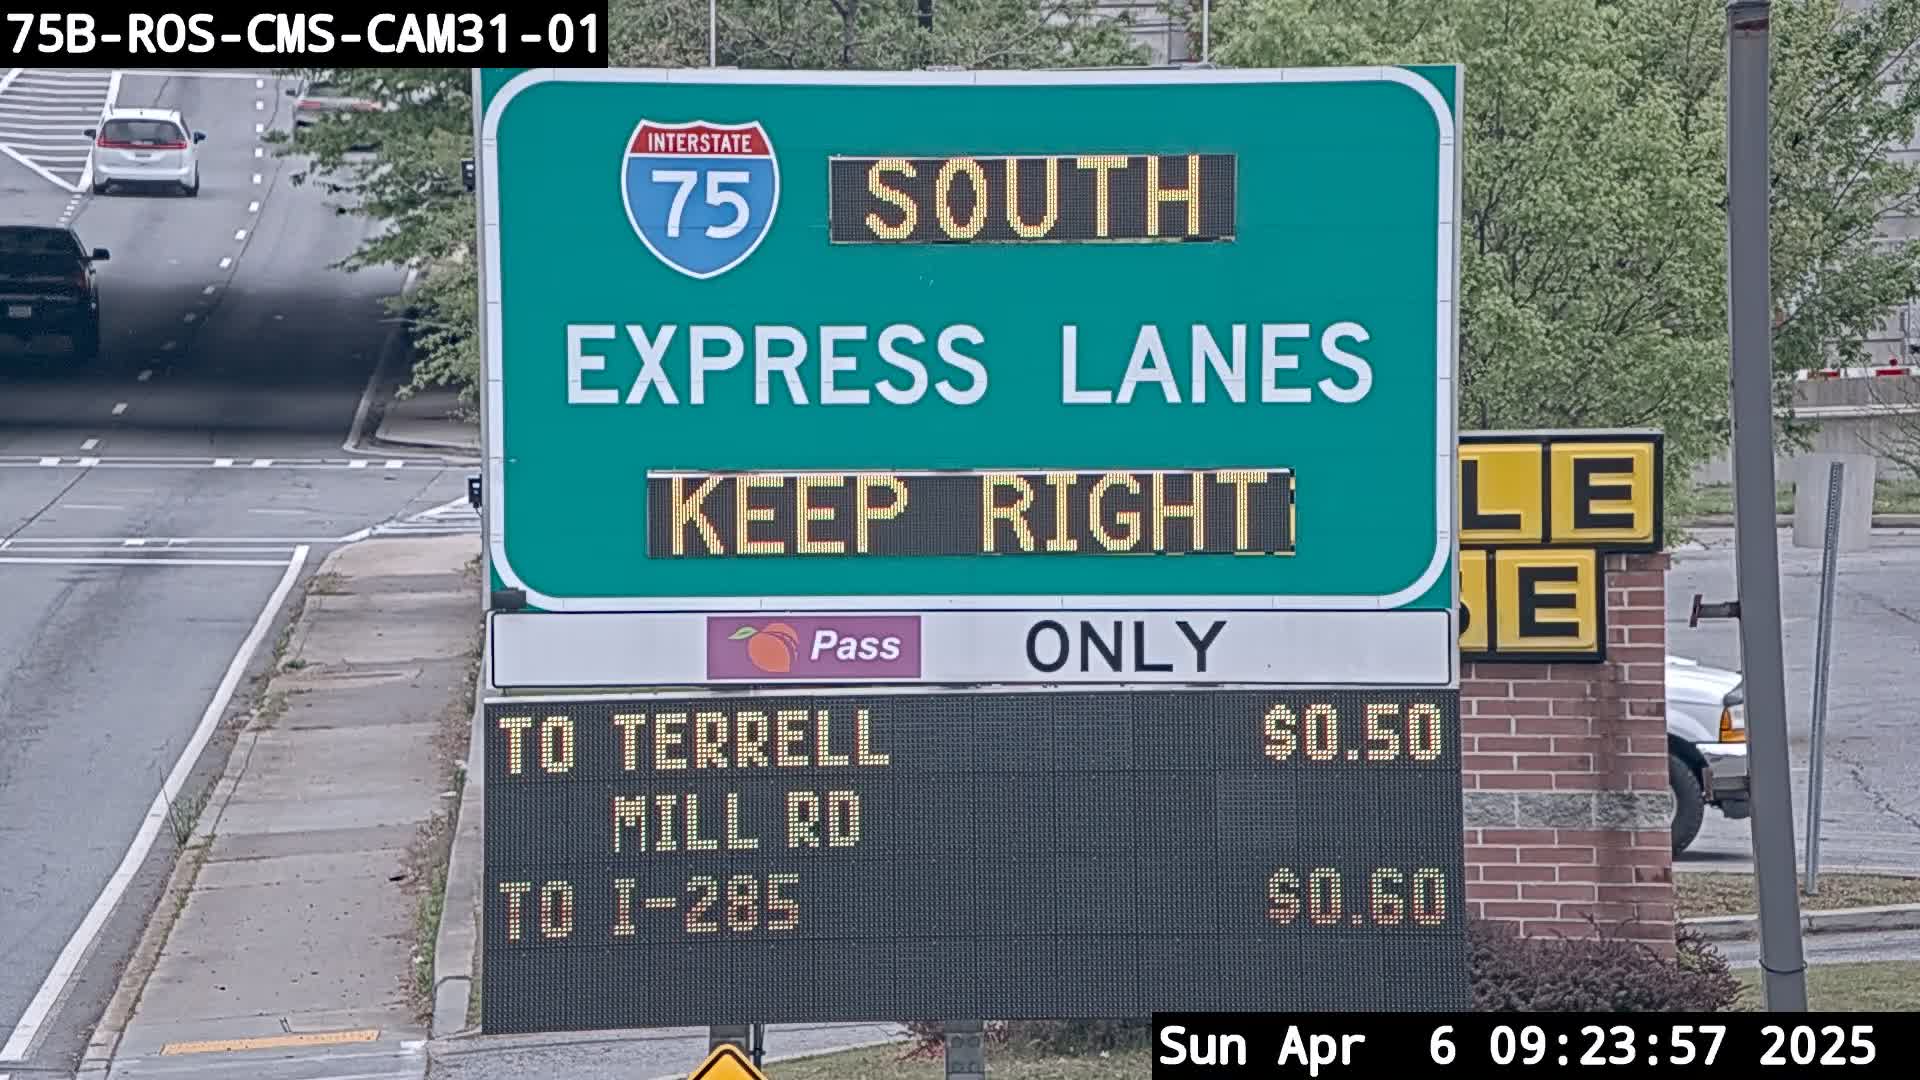 75B-ROS-CMS-CAM31-01
INTERSTATE
75
SOUTH
EXPRESS LANES
KEEP RIGHT
LE
E
Pass ONLY
TO TERRELL $0.50
MILL RD
TO I-285 $0.60
Sun Apr 6 09:23:57 2025